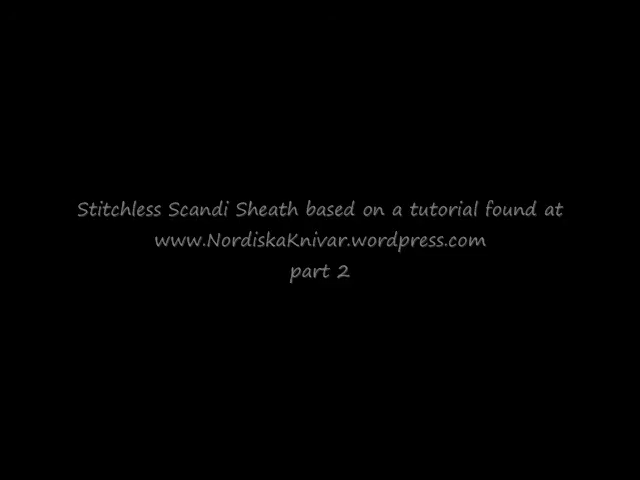 Stitchless Scandi Sheath based on a tutorial found at
www.NordiskaKnivar.wordpress.com
part 2